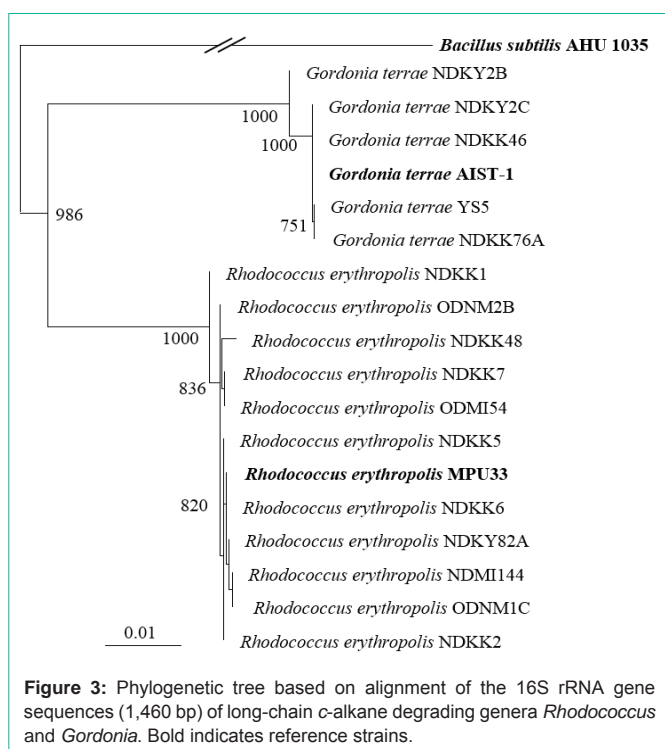 Bacillus subtilis AHU 1035
Gordonia terrae NDKY2B
Gordonia terrae NDKY2C
1000
Gordonia terrae NDKK46
1000
Gordonia terrae AIST-1
Gordonia terrae YS5
986
751
Gordonia terrae NDKK76A
Rhodococcus erythropolis NDKK1
Rhodococcus erythropolis ODNM2B
1000
Rhodococcus erythropolis NDKK48
Rhodococcus erythropolis NDKK7
836
Rhodococcus erythropolis ODMI54
Rhodococcus erythropolis NDKK5
Rhodococcus erythropolis MPU33
820
Rhodococcus erythropolis NDKK6
Rhodococcus erythropolis NDKY82A
Rhodococcus erythropolis NDMI144
Rhodococcus erythropolis ODNM1C
0.01
Rhodococcus erythropolis NDKK2
Figure 3: Phylogenetic tree based on alignment of the 16S rRNA gene
sequences (1,460 bp) of long-chain c-alkane degrading genera Rhodococcus
and Gordonia. Bold indicates reference strains.